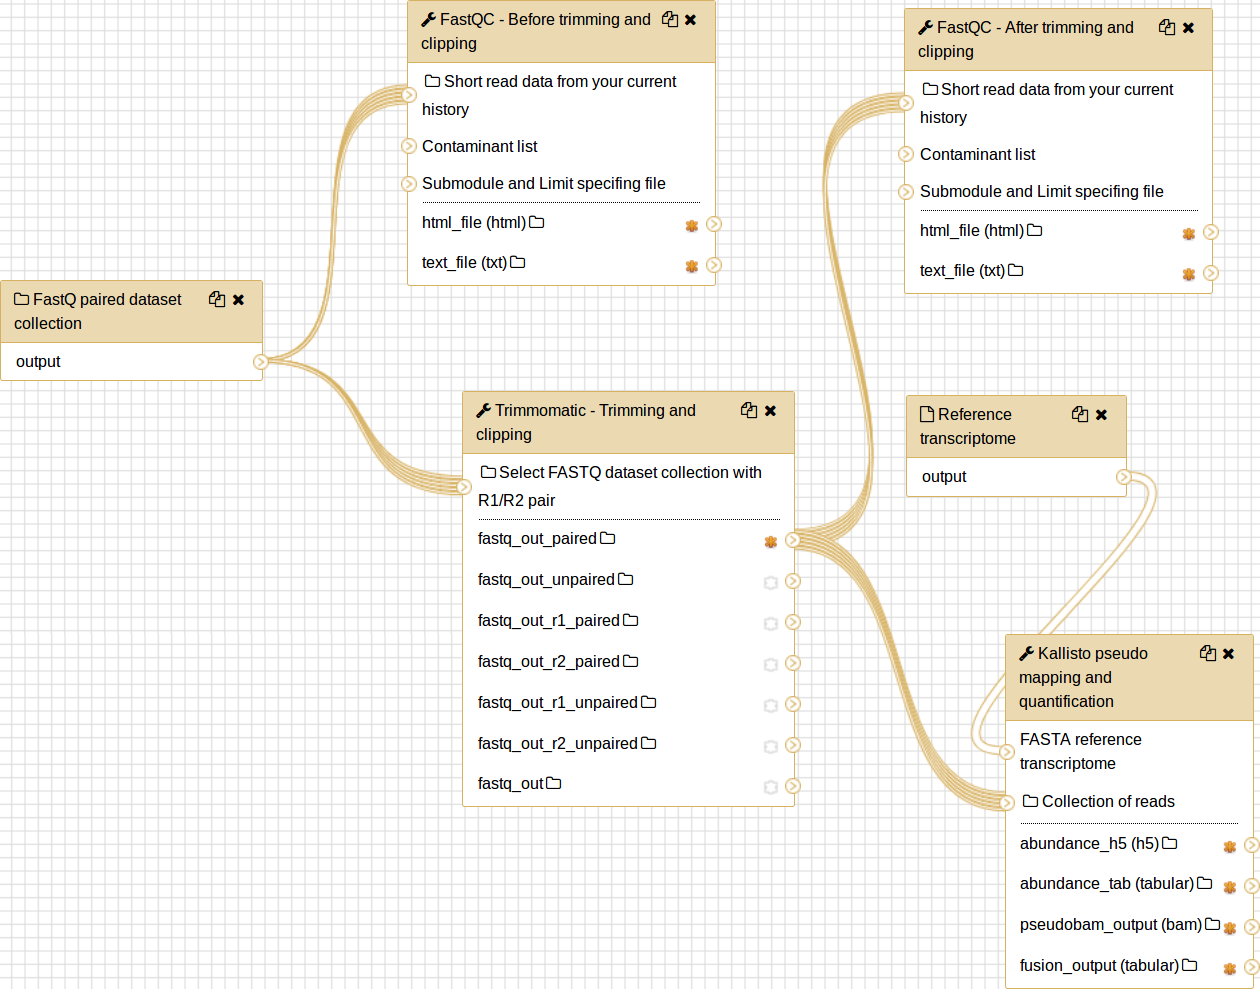 FastQC - Before trimming and
clipping
Short read data from your current
history
Contaminant list
Submodule and Limit specifing file
html_file (html)
text_file (txt)
FastQC - After trimming and
clipping
Short read data from your current
history
Contaminant list
Submodule and Limit specifing file
html_file (html)
text_file (txt)
FastQ paired dataset
collection
output
Trimmomatic - Trimming and
clipping
Select FASTQ dataset collection with
R1/R2 pair
fastq_out_paired
fastq_out_unpaired
fastq_out_r1_paired
fastq_out_r2_paired
fastq_out_r1_unpaired
fastq_out_r2_unpaired
fastq_out
Reference
transcriptome
output
Kallisto pseudo
mapping and
quantification
FASTA reference
transcriptome
Collection of reads
abundance_h5 (h5)
abundance_tab (tabular)
pseudobam_output (bam)
fusion_output (tabular)